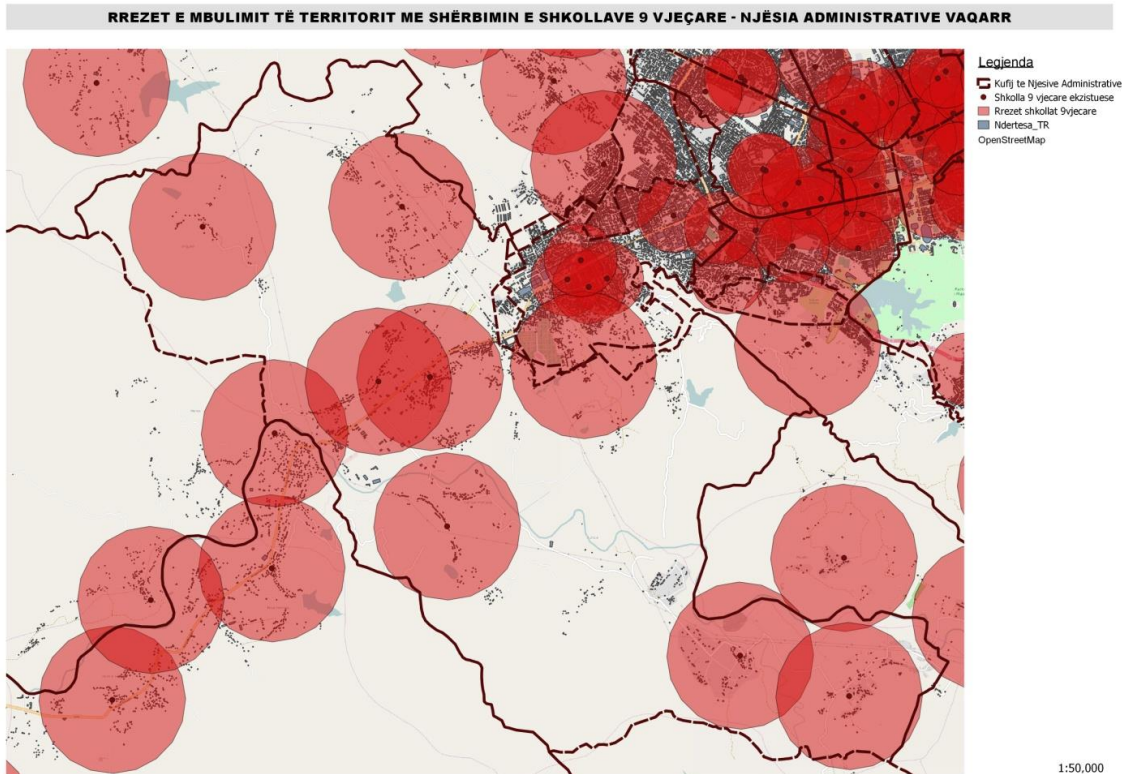 RREZET E MBULIMIT TË TERRITORIT ME SHËRBIMIN E SHKOLLAVE 9 VJEÇARE - NJËSIA ADMINISTRATIVE VAQARR
Legjenda
Kufij te Njesive Administrative
Shkolla 9 vjecare ekzistuese
Rrezet shkollat 9vjecare
Ndertesa_TR
OpenStreetMap
1:50,000